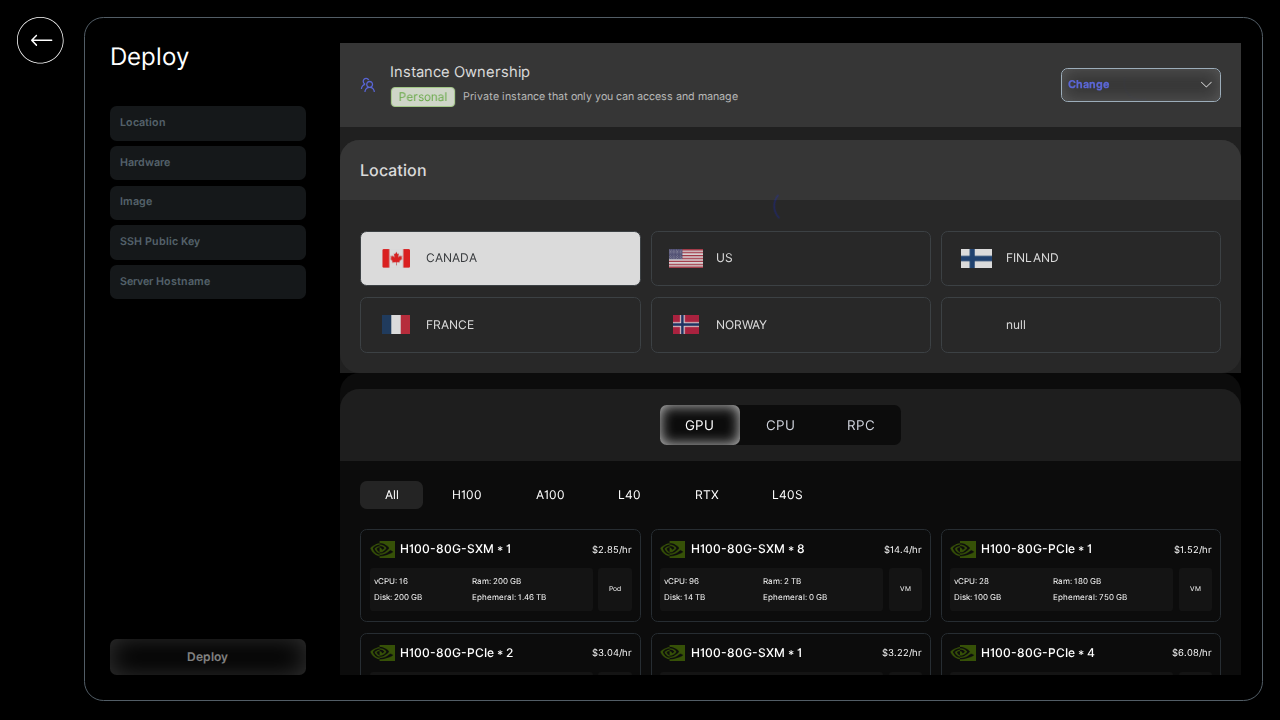 Deploy
Location
Hardware
Image
SSH Public Key
Server Hostname
Deploy
Instance Ownership
Personal Private instance that only you can access and manage
Change
Location
CANADA
US
FINLAND
FRANCE
NORWAY
null
GPU CPU RPC
All H100 A100 L40 RTX L40S
H100-80G-SXM * 1 $2.85/hr
vCPU: 16 Ram: 200 GB
Disk: 200 GB Ephemeral: 1.46 TB
Pod
H100-80G-SXM * 8 $14.4/hr
vCPU: 96 Ram: 2 TB
Disk: 14 TB Ephemeral: 0 GB
VM
H100-80G-PCIe * 1 $1.52/hr
vCPU: 28 Ram: 180 GB
Disk: 100 GB Ephemeral: 750 GB
VM
H100-80G-PCIe * 2 $3.04/hr
H100-80G-SXM * 1 $3.22/hr
H100-80G-PCIe * 4 $6.08/hr